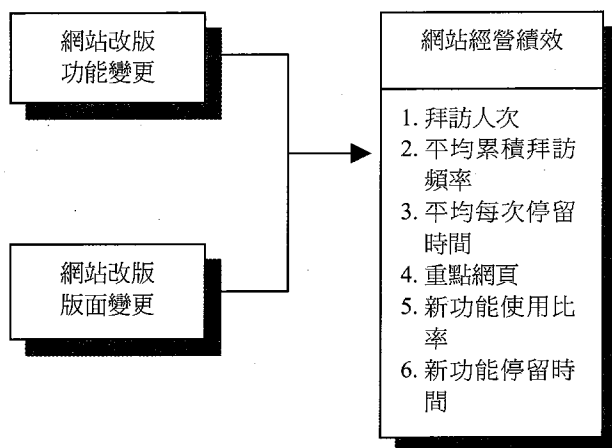 網站改版
功能變更
網站改版
版面變更
網站經營績效
1. 拜訪人次
2. 平均累積拜訪
頻率
3. 平均每次停留
時間
4. 重點網頁
5. 新功能使用比
率
6. 新功能停留時
間